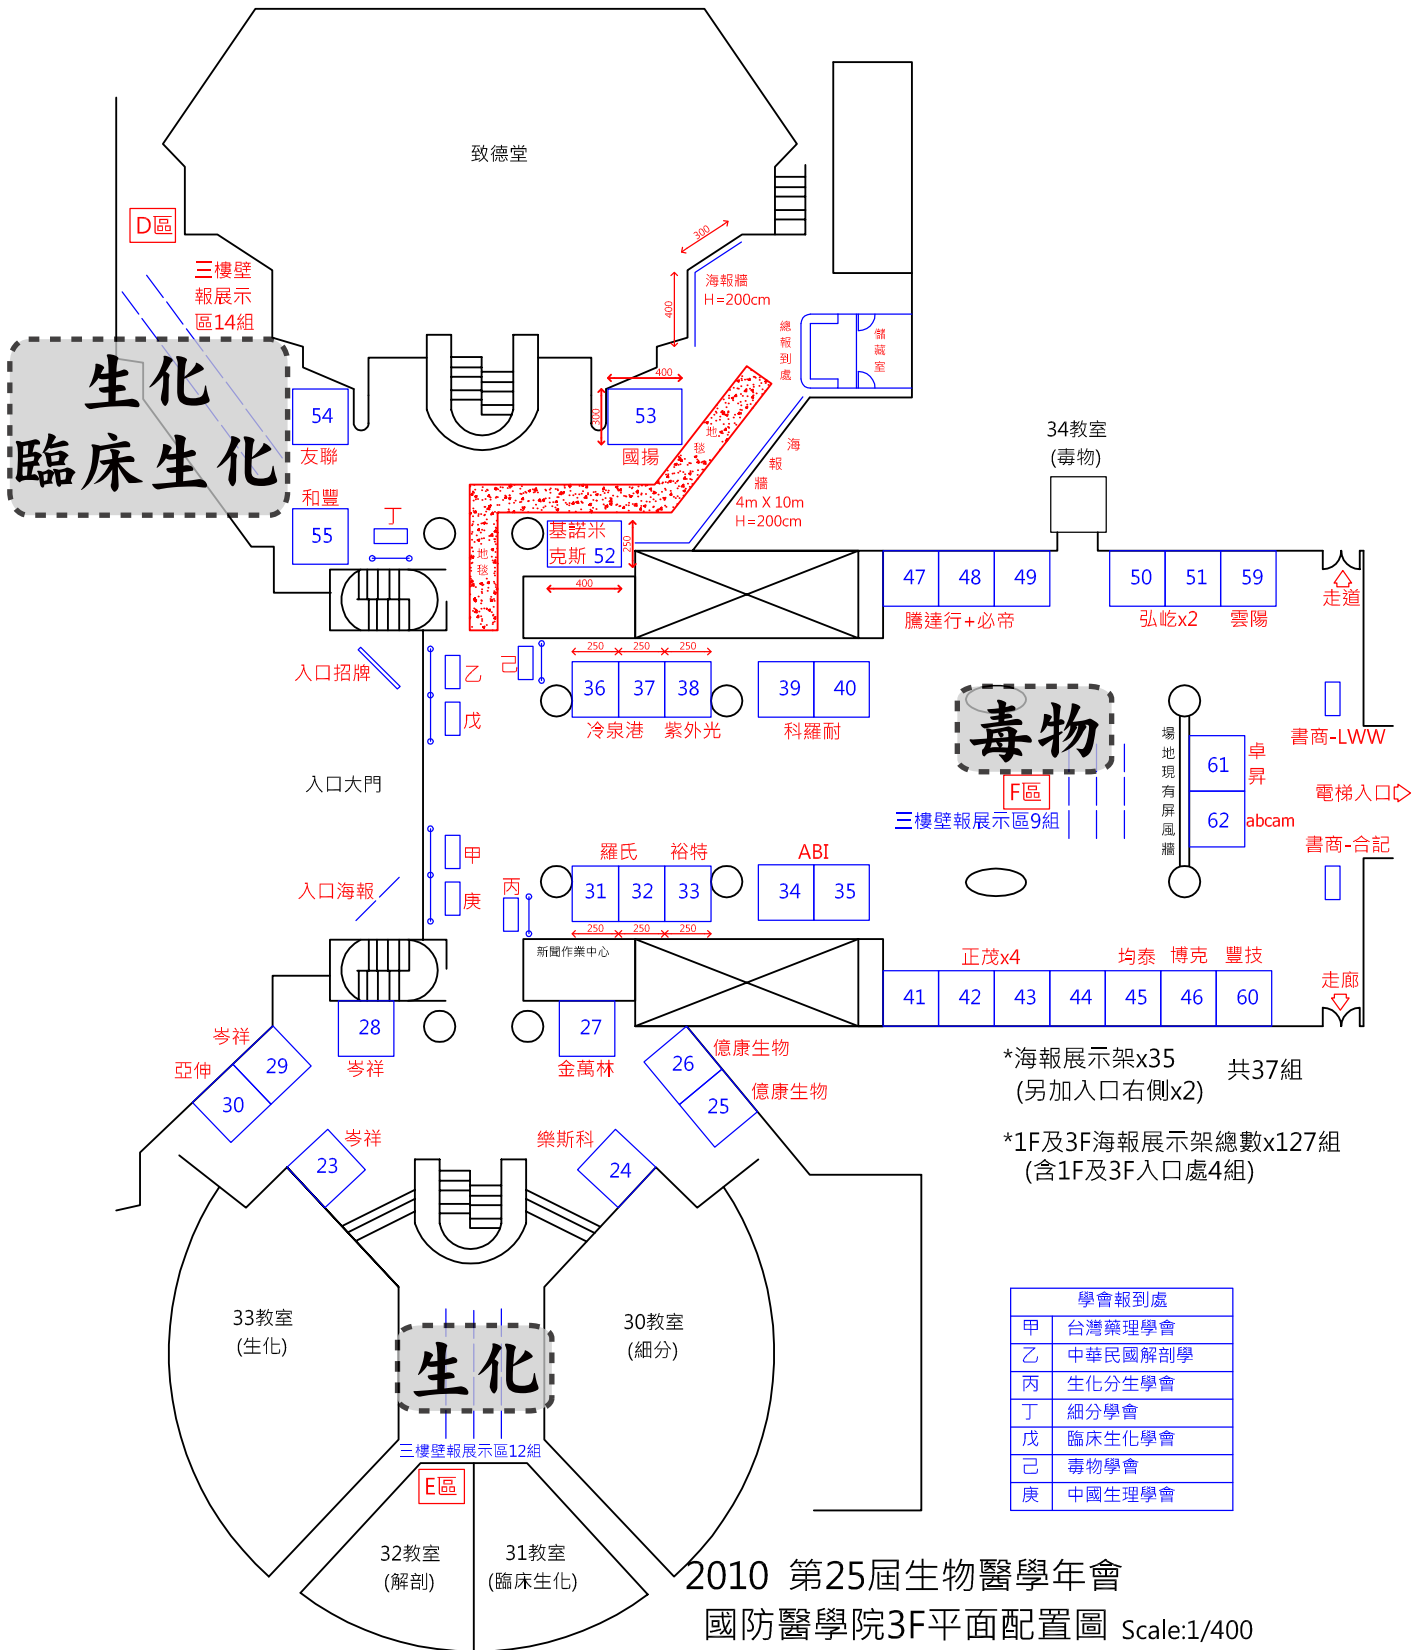 致德堂
D區
三樓壁
報展示
區14組
生化
臨床生化
300
海報牆
H=200cm
400
總報到處
儲藏室
400
300
54
友聯
53
國揚
地毯
海報牆
4m X 10m
H=200cm
34教室
(毒物)
和豐
55
丁
地毯
基諾米
克斯 52
250
400
47
48
49
騰達行+必帝
50
51
59
弘屹x2
雲陽
走道
入口招牌
乙
戊
己
250
250
250
36
37
38
冷泉港
紫外光
39
40
科羅耐
毒物
F區
三樓壁報展示區9組
場地現有屏風牆
61
卓昇
62
abcam
書商-LWW
電梯入口
書商-合記
入口大門
甲
庚
丙
入口海報
羅氏
裕特
31
32
33
250
250
250
ABI
34
35
新聞作業中心
正茂x4
均泰
博克
豐技
41
42
43
44
45
46
60
走廊
28
岑祥
27
金萬林
岑祥
29
亞伸
30
26
億康生物
25
億康生物
岑祥
23
樂斯科
24
*海報展示架x35
共37組
(另加入口右側x2)
*1F及3F海報展示架總數x127組
(含1F及3F入口處4組)
33教室
(生化)
30教室
(細分)
生化
三樓壁報展示區12組
E區
32教室
(解剖)
31教室
(臨床生化)
學會報到處
甲 台灣藥理學會
乙 中華民國解剖學
丙 生化分生學會
丁 細分學會
戊 臨床生化學會
己 毒物學會
庚 中國生理學會
2010 第25屆生物醫學年會
國防醫學院3F平面配置圖 Scale:1/400